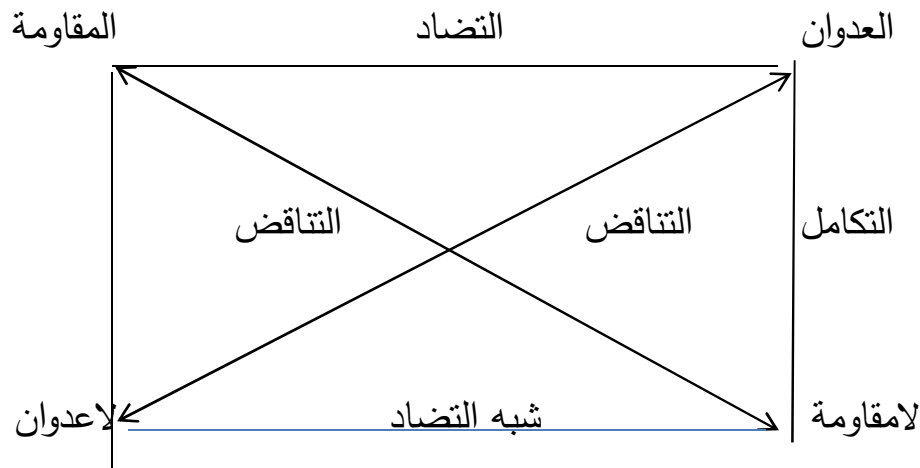 العدوان التضاد المقاومة
التكامل التناقض التناقض
لامقاومة شبه التضاد لاعدوان